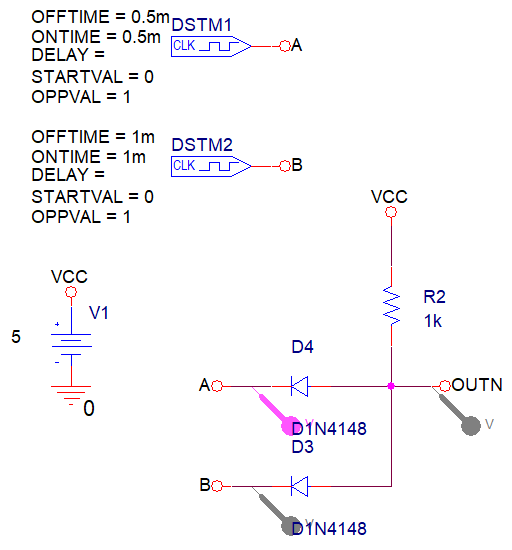 OFFTIME = 0.5m
ONTIME = 0.5m
DELAY =
STARTVAL = 0
OPPVAL = 1
DSTM1
CLK
A
OFFTIME = 1m
ONTIME = 1m
DELAY =
STARTVAL = 0
OPPVAL = 1
DSTM2
CLK
B
VCC
VCC
+
V1
5
-
0
R2
1k
D4
A
OUTN
V
V
D1N4148
D3
B
V
D1N4148